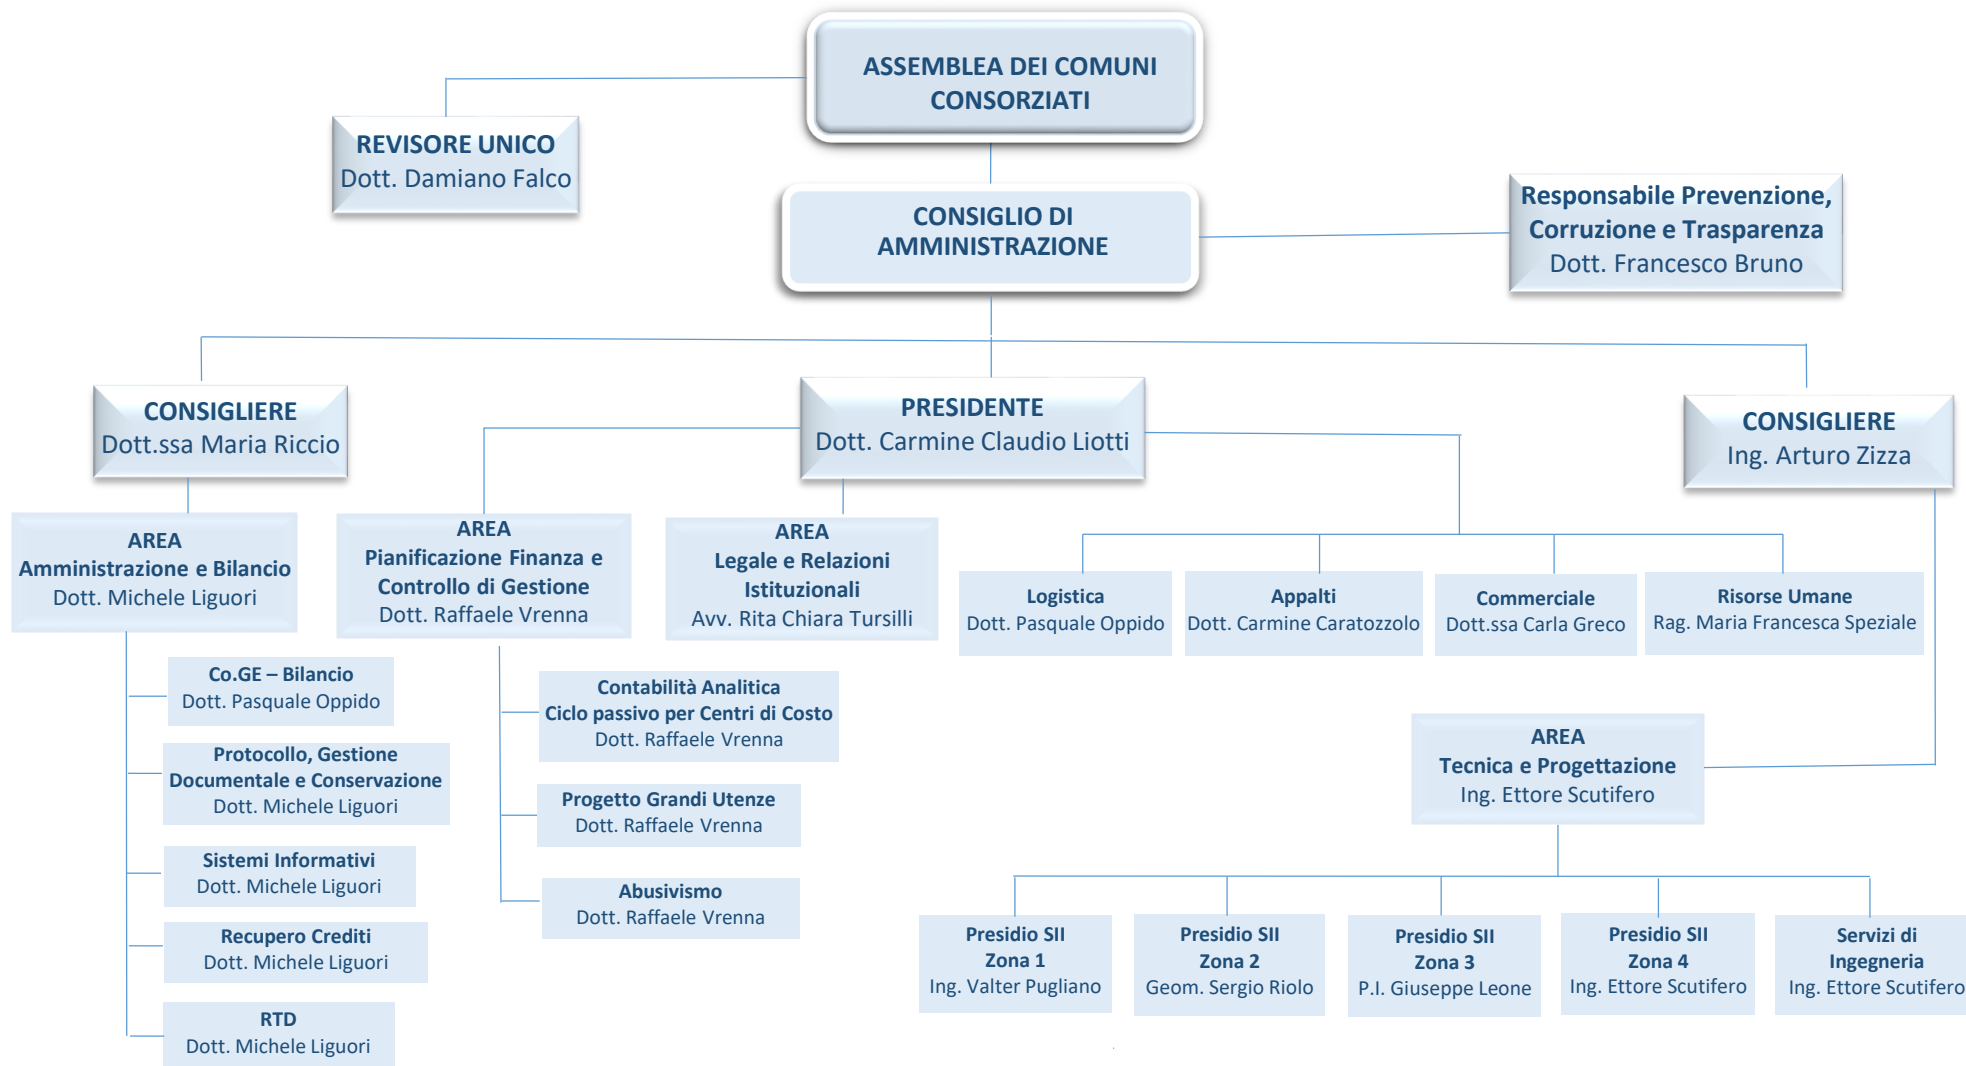 ASSEMBLEA DEI COMUNI
CONSORZIATI
REVISORE UNICO
Dott. Damiano Falco
CONSIGLIO DI
AMMINISTRAZIONE
Responsabile Prevenzione,
Corruzione e Trasparenza
Dott. Francesco Bruno
CONSIGLIERE
Dott.ssa Maria Riccio
PRESIDENTE
Dott. Carmine Claudio Liotti
CONSIGLIERE
Ing. Arturo Zizza
AREA
Amministrazione e Bilancio
Dott. Michele Liguori
AREA
Pianificazione Finanza e
Controllo di Gestione
Dott. Raffaele Vrenna
AREA
Legale e Relazioni
Istituzionali
Avv. Rita Chiara Tursilli
Logistica
Dott. Pasquale Oppido
Appalti
Dott. Carmine Caratozzolo
Commerciale
Dott.ssa Carla Greco
Risorse Umane
Rag. Maria Francesca Speziale
Co.GE – Bilancio
Dott. Pasquale Oppido
Protocollo, Gestione
Documentale e Conservazione
Dott. Michele Liguori
Sistemi Informativi
Dott. Michele Liguori
Recupero Crediti
Dott. Michele Liguori
RTD
Dott. Michele Liguori
Contabilità Analitica
Ciclo passivo per Centri di Costo
Dott. Raffaele Vrenna
Progetto Grandi Utenze
Dott. Raffaele Vrenna
Abusivismo
Dott. Raffaele Vrenna
AREA
Tecnica e Progettazione
Ing. Ettore Scutifero
Presidio SII
Zona 1
Ing. Valter Pugliano
Presidio SII
Zona 2
Geom. Sergio Riolo
Presidio SII
Zona 3
P.I. Giuseppe Leone
Presidio SII
Zona 4
Ing. Ettore Scutifero
Servizi di
Ingegneria
Ing. Ettore Scutifero